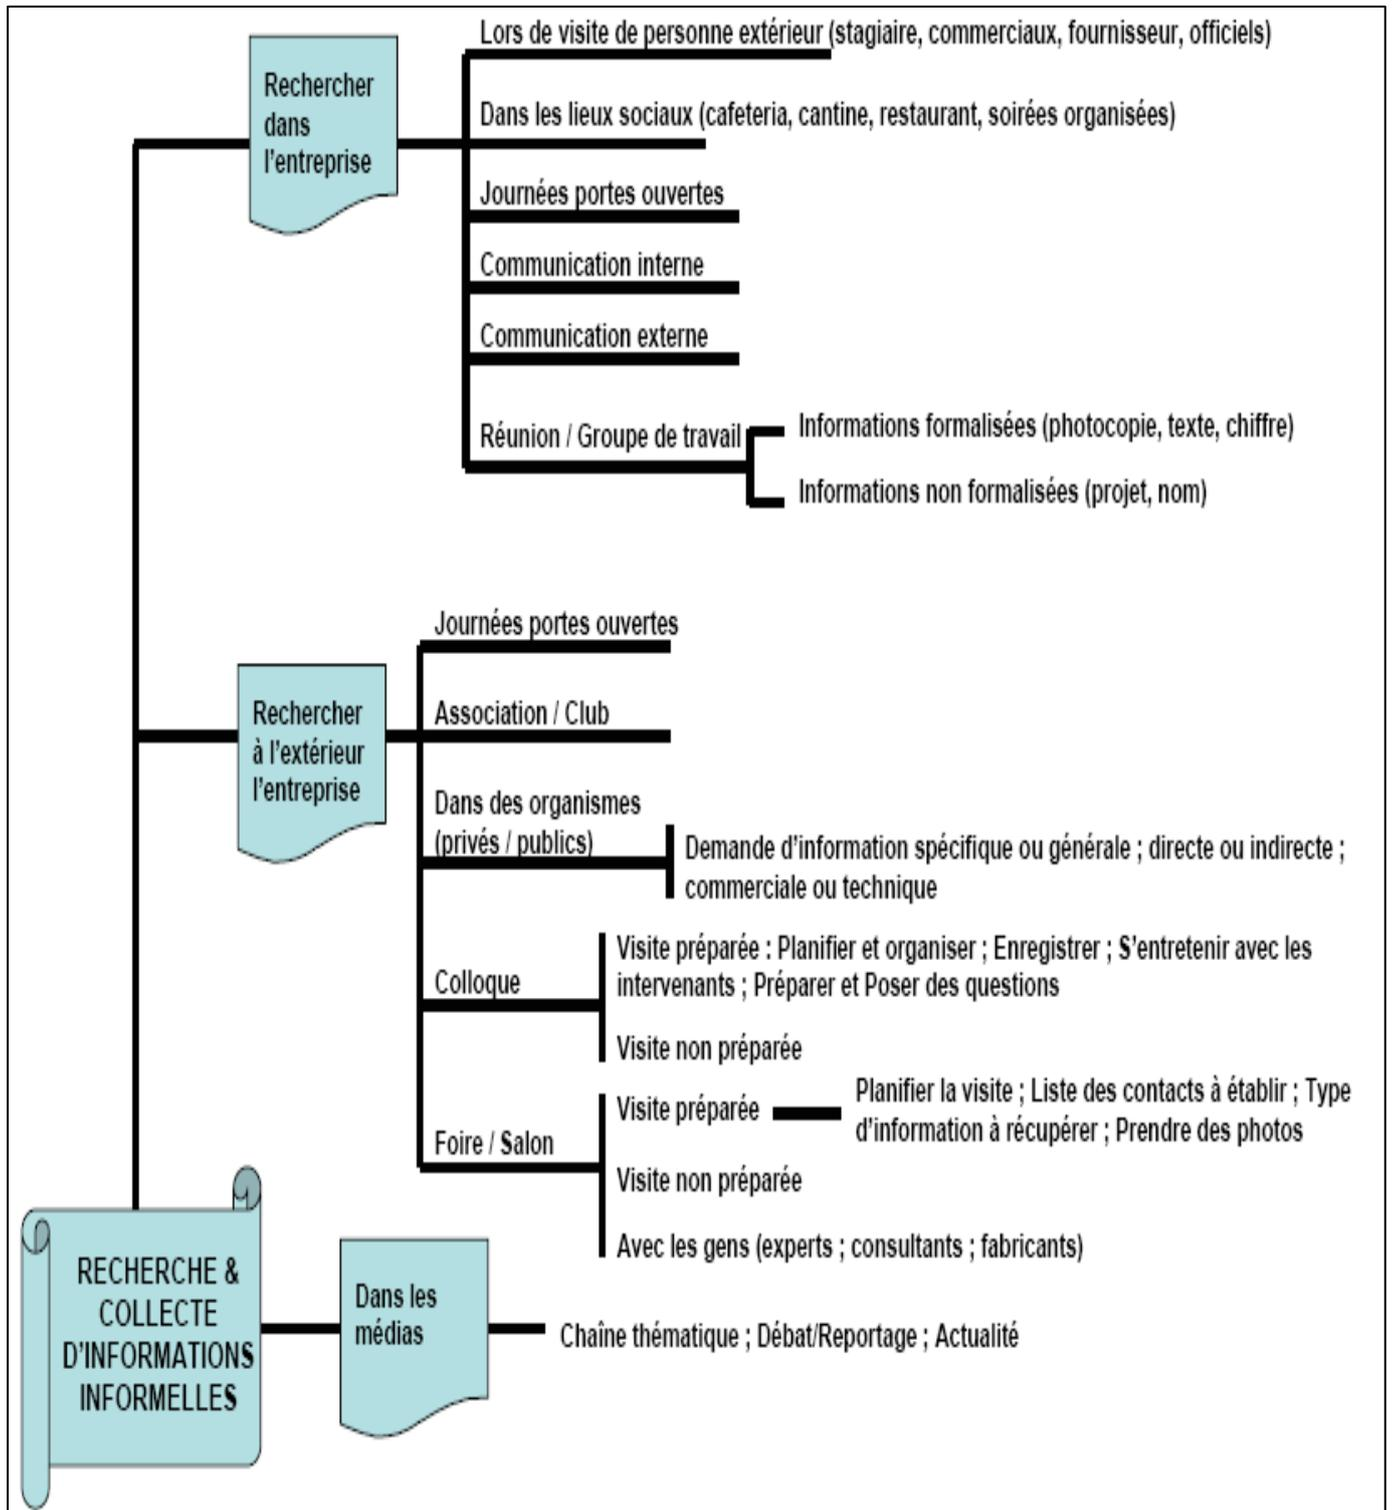 Rechercher
dans
l'entreprise
Lors de visite de personne extérieur (stagiaire, commerciaux, fournisseur, officiels)
Dans les lieux sociaux (cafeteria, cantine, restaurant, soirées organisées)
Journées portes ouvertes
Communication interne
Communication externe
Réunion / Groupe de travail
Informations formalisées (photocopie, texte, chiffre)
Informations non formalisées (projet, nom)
Rechercher
à l'extérieur
l'entreprise
Journées portes ouvertes
Association / Club
Dans des organismes
(privés / publics)
Demande d'information spécifique ou générale ; directe ou indirecte ;
commerciale ou technique
Colloque
Visite préparée : Planifier et organiser ; Enregistrer ; S'entretenir avec les
intervenants ; Préparer et Poser des questions
Visite non préparée
Foire / Salon
Visite préparée
Planifier la visite ; Liste des contacts à établir ; Type
d'information à récupérer ; Prendre des photos
Visite non préparée
Avec les gens (experts ; consultants ; fabricants)
RECHERCHE &
COLLECTE
D'INFORMATIONS
INFORMELLES
Dans les
médias
Chaîne thématique ; Débat/Reportage ; Actualité